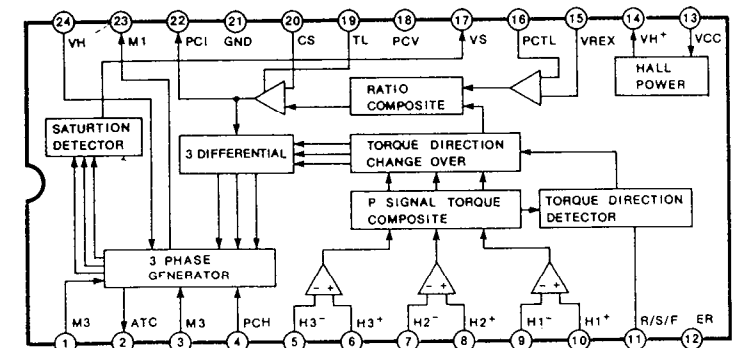 24 23 22 21 20 19 18 17 16 15 14 13
VH M1 PCI GND CS TL PCV VS PCTL VREX VH+ VCC
HALL
POWER
RATIO
COMPOSITE
SATURTION
DETECTOR
3 DIFFERENTIAL
TORQUE DIRECTION
CHANGE OVER
P SIGNAL TORQUE
COMPOSITE
TORQUE DIRECTION
DETECTOR
3 PHASE
GENERATOR
- + - + - +
M3 ATC M3 PCH H3- H3+ H2- H2+ H1- H1+ R/S/F ER
1 2 3 4 5 6 7 8 9 10 11 12